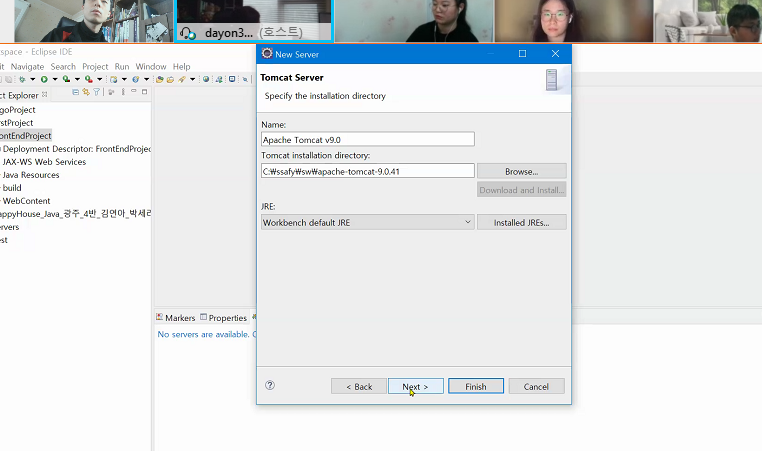 dayon3... (호스트)
space - Eclipse IDE
it Navigate Search Project Run Window Help
ct Explorer
goProject
rstProject
ontEndProject
Deployment Descriptor: FrontEndProjec
JAX-WS Web Services
Java Resources
build
WebContent
appyHouse_Java_광주_4반_김연아_박세리
ervers
est
Markers Properties
No servers are available. C
New Server
Tomcat Server
Specify the installation directory
Name:
Apache Tomcat v9.0
Tomcat installation directory:
C:₩ssafy₩sw₩apache-tomcat-9.0.41
Browse...
Download and Install...
JRE:
Workbench default JRE
Installed JREs...
< Back
Next >
Finish
Cancel